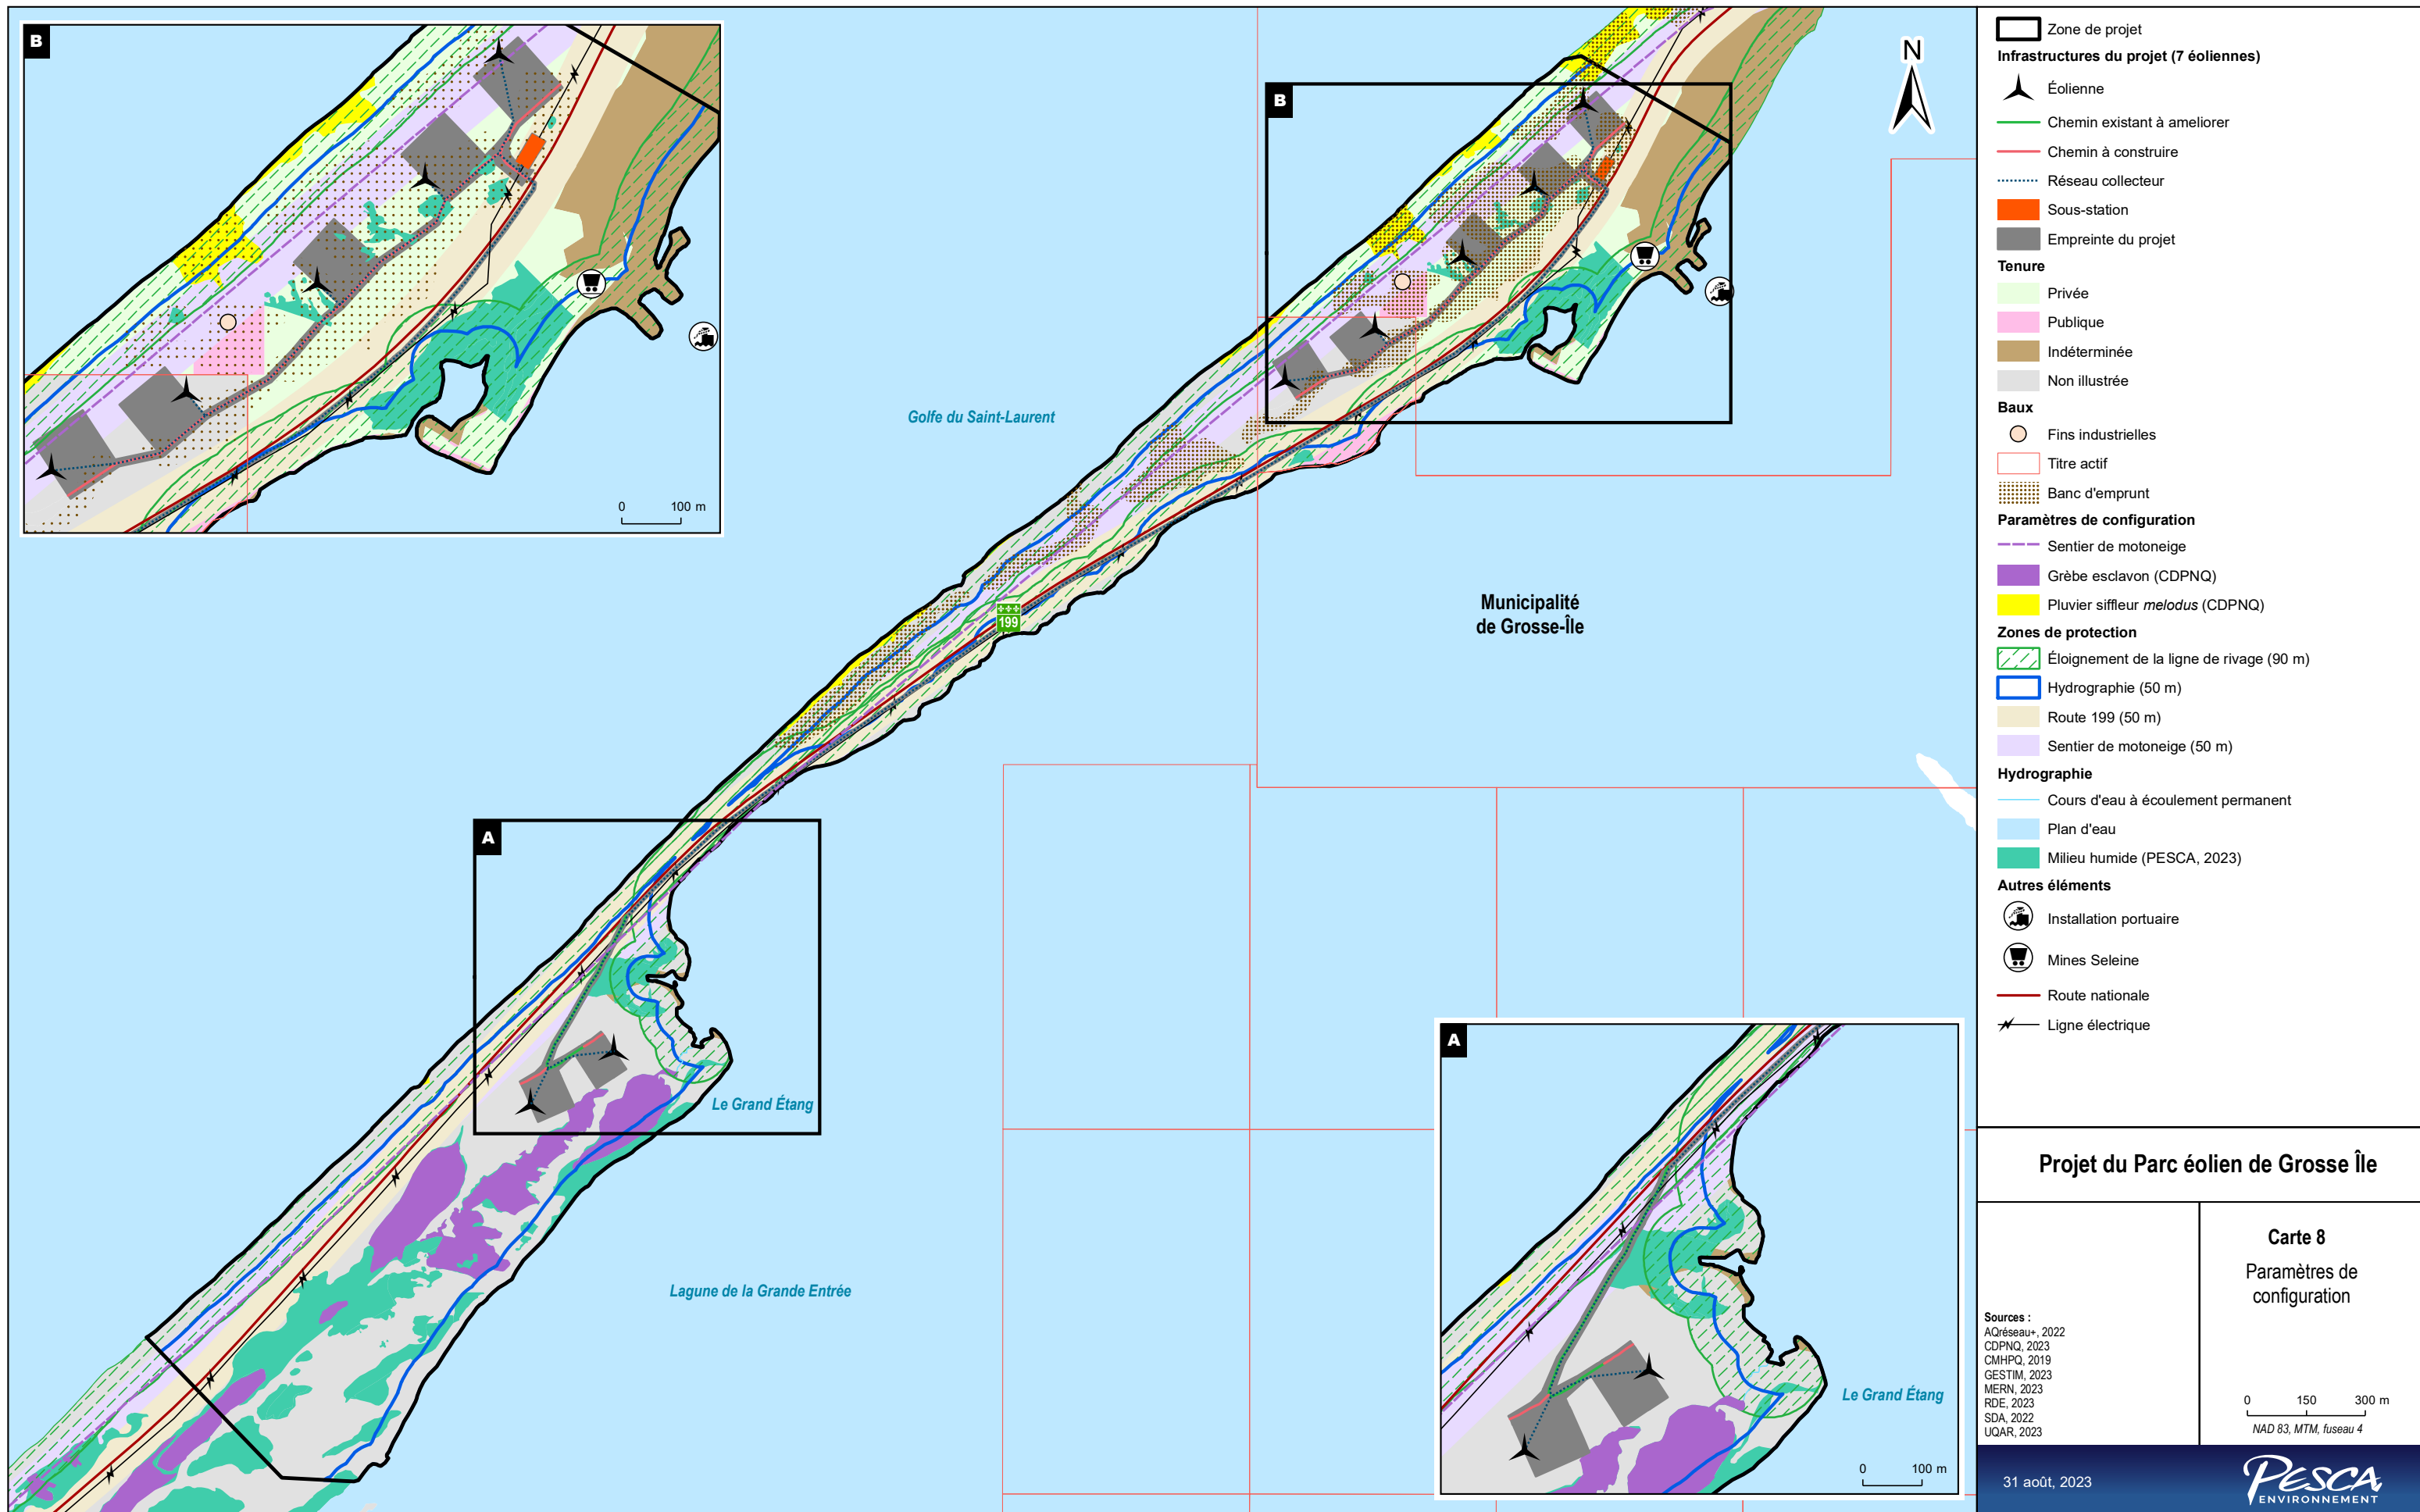 B
0 100 m
B
N
Golfe du Saint-Laurent
199
Municipalité
de Grosse-Île
A
Le Grand Étang
Lagune de la Grande Entrée
A
Le Grand Étang
0 100 m
Zone de projet
Infrastructures du projet (7 éoliennes)
Éolienne
Chemin existant à ameliorer
Chemin à construire
Réseau collecteur
Sous-station
Empreinte du projet
Tenure
Privée
Publique
Indéterminée
Non illustrée
Baux
Fins industrielles
Titre actif
Banc d'emprunt
Paramètres de configuration
Sentier de motoneige
Grèbe esclavon (CDPNQ)
Pluvier siffleur melodus (CDPNQ)
Zones de protection
Éloignement de la ligne de rivage (90 m)
Hydrographie (50 m)
Route 199 (50 m)
Sentier de motoneige (50 m)
Hydrographie
Cours d'eau à écoulement permanent
Plan d'eau
Milieu humide (PESCA, 2023)
Autres éléments
Installation portuaire
Mines Seleine
Route nationale
Ligne électrique
Projet du Parc éolien de Grosse Île
Carte 8
Paramètres de
configuration
Sources :
AQréseau+, 2022
CDPNQ, 2023
CMHPQ, 2019
GESTIM, 2023
MERN, 2023
RDE, 2023
SDA, 2022
UQAR, 2023
0 150 300 m
NAD 83, MTM, fuseau 4
31 août, 2023
PESCA
ENVIRONNEMENT